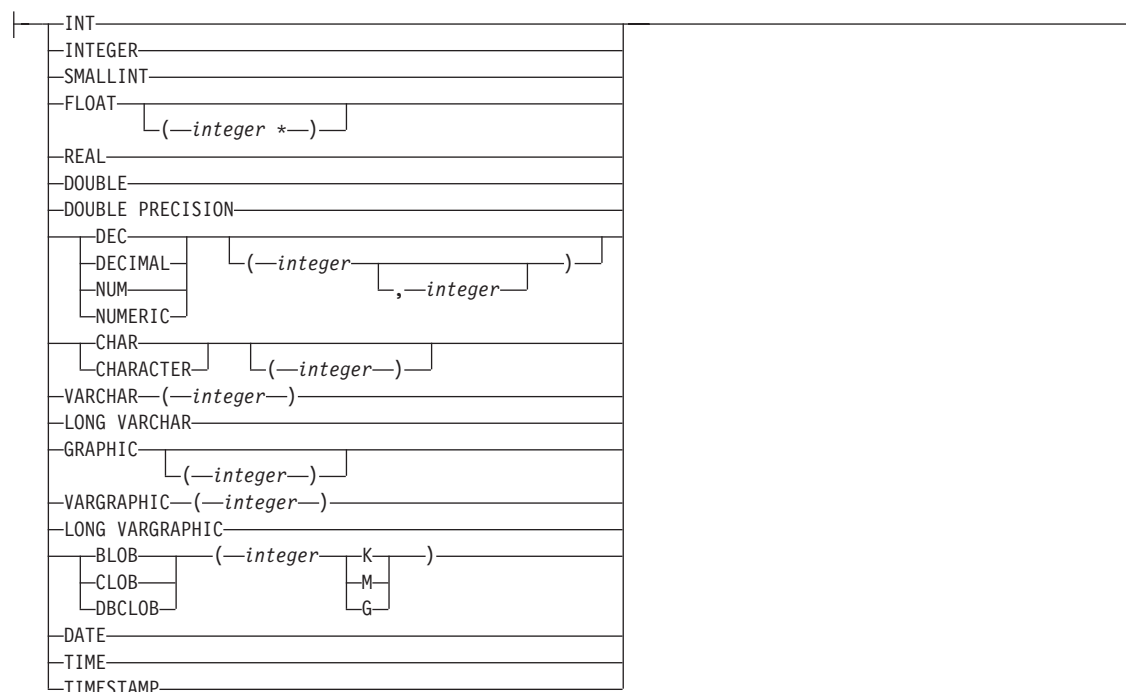 INT
INTEGER
SMALLINT
FLOAT
( integer * )
REAL
DOUBLE
DOUBLE PRECISION
DEC
DECIMAL ( integer )
NUM , integer
NUMERIC
CHAR
CHARACTER ( integer )
VARCHAR ( integer )
LONG VARCHAR
GRAPHIC
( integer )
VARGRAPHIC ( integer )
LONG VARGRAPHIC
BLOB ( integer K )
CLOB M
DBCLOB G
DATE
TIME
TIMESTAMP